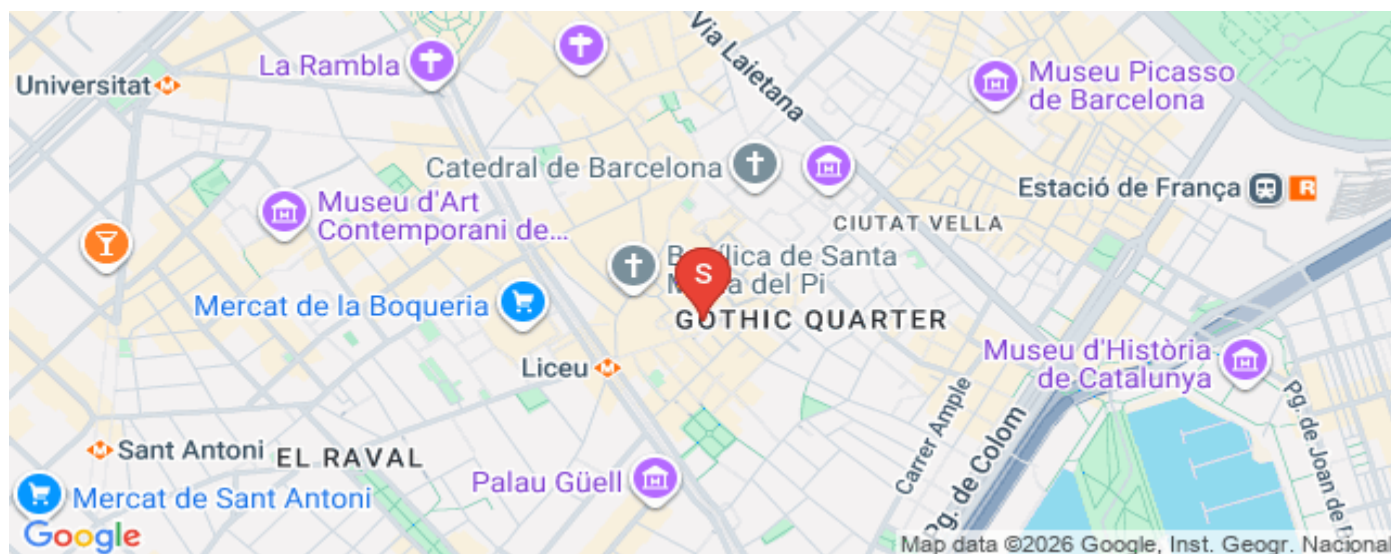 Via Laietana
La Rambla
Universitat
Museu Picasso
de Barcelona
Catedral de Barcelona
Estació de França
R
Museu d'Art
Contemporani de...
CIUTAT VELLA
Basílica de Santa
Maria del Pi
S
Mercat de la Boqueria
GOTHIC QUARTER
Liceu
Museu d'Història
de Catalunya
Carrer Ample
Pg. de Colom
Pg. de Joan de
Sant Antoni
EL RAVAL
Palau Güell
Mercat de Sant Antoni
Google
Map data ©2026 Google, Inst. Geogr. Nacional